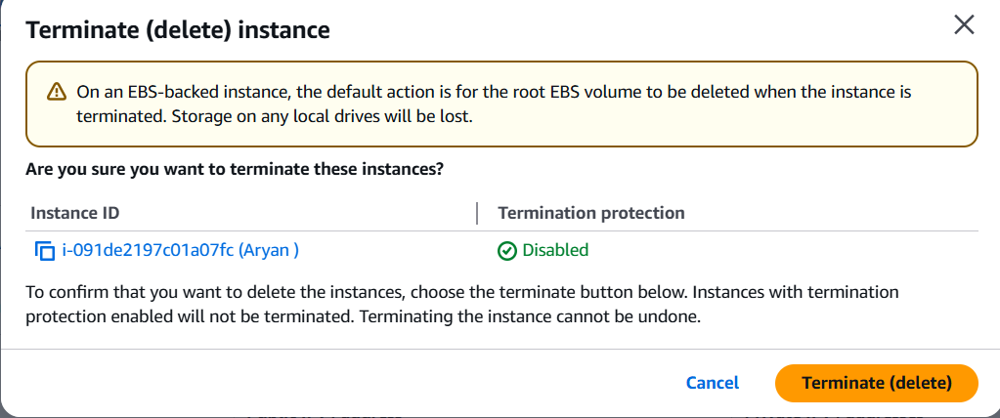 Terminate (delete) instance
On an EBS-backed instance, the default action is for the root EBS volume to be deleted when the instance is
terminated. Storage on any local drives will be lost.
Are you sure you want to terminate these instances?
Instance ID
Termination protection
i-091de2197c01a07fc (Aryan )
Disabled
To confirm that you want to delete the instances, choose the terminate button below. Instances with termination
protection enabled will not be terminated. Terminating the instance cannot be undone.
Cancel
Terminate (delete)